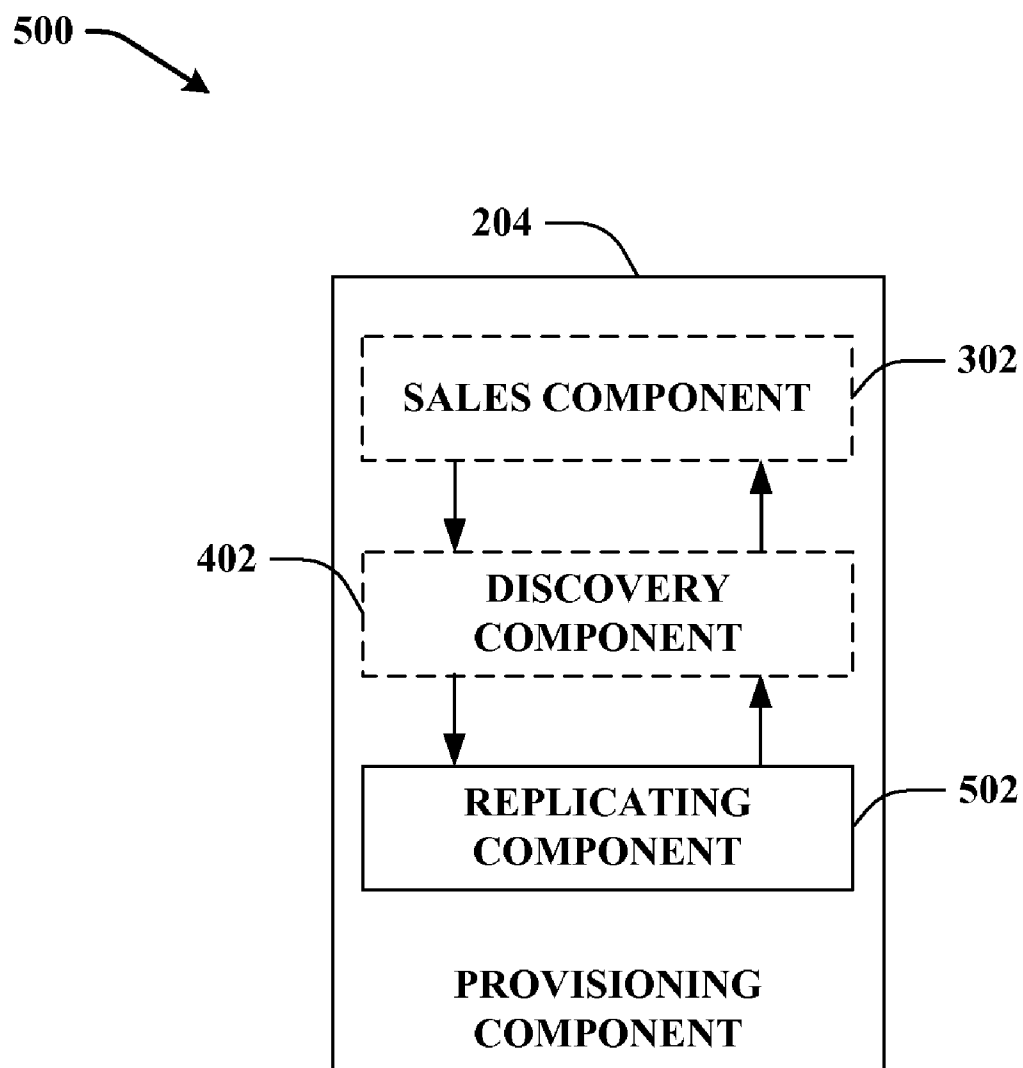 500
204
SALES COMPONENT
302
402
DISCOVERY
COMPONENT
REPLICATING
COMPONENT
502
PROVISIONING
COMPONENT